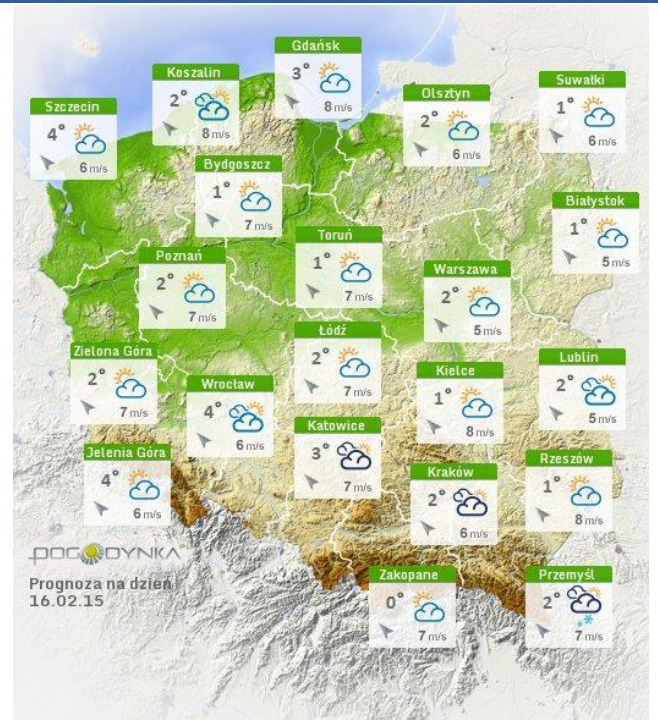 Gdańsk
3°
8 m/s
Koszalin
2°
8 m/s
Suwałki
1°
6 m/s
Olsztyn
2°
6 m/s
Szczecin
4°
6 m/s
Bydgoszcz
1°
7 m/s
Białystok
1°
5 m/s
Toruń
1°
7 m/s
Poznań
2°
7 m/s
Warszawa
2°
5 m/s
Łódź
2°
7 m/s
Zielona Góra
2°
7 m/s
Lublin
2°
5 m/s
Kielce
1°
8 m/s
Wrocław
4°
6 m/s
Katowice
3°
7 m/s
Jelenia Góra
4°
6 m/s
Rzeszów
1°
8 m/s
Kraków
2°
6 m/s
POGODYNKA
Prognoza na dzień
16.02.15
Zakopane
0°
7 m/s
Przemyśl
2°
7 m/s